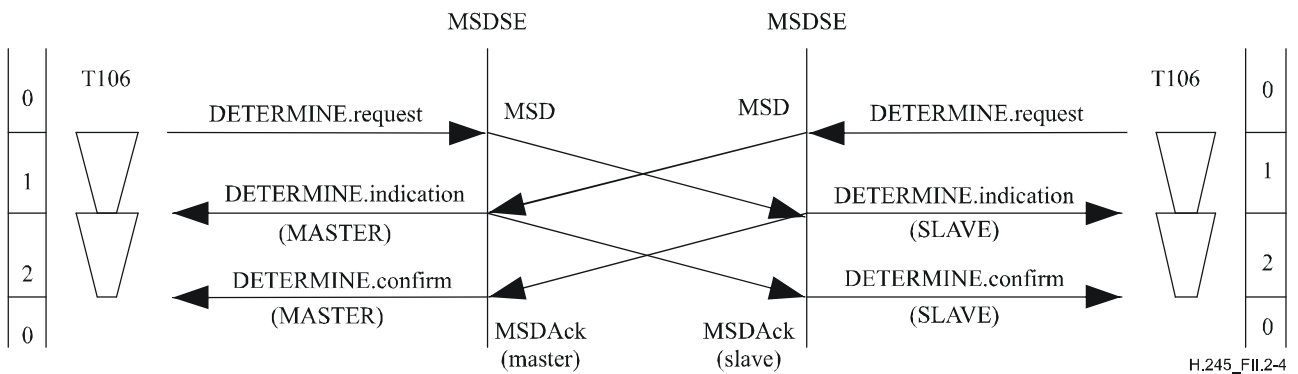 MSDSE MSDSE
T106 T106
0 0
DETERMINE.request MSD MSD DETERMINE.request
1 1
DETERMINE.indication DETERMINE.indication
(MASTER) (SLAVE)
2 2
DETERMINE.confirm DETERMINE.confirm
(MASTER) (SLAVE)
0 0
MSDAck MSDAck
(master) (slave)
H.245_FII.2-4